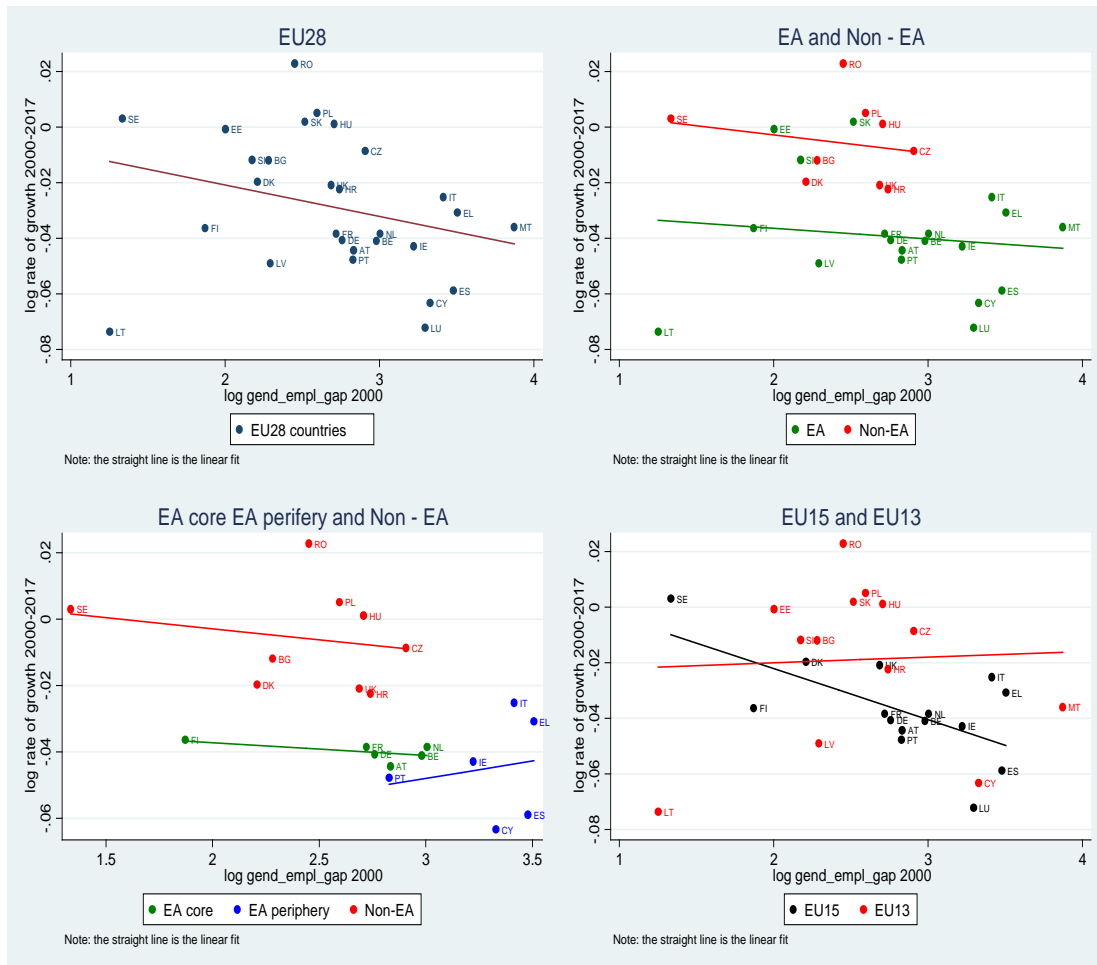 EU28
log rate of growth 2000-2017
.02
0
-.02
-.04
-.06
-.08
RO
SE
PL
SK
HU
EE
CZ
SI
BG
DK
UK
HR
IT
EL
MT
FI
FR
NL
DE
BE
IE
AT
PT
LV
ES
CY
LU
LT
1 2 3 4
log gend_empl_gap 2000
EU28 countries
Note: the straight line is the linear fit
EA and Non - EA
log rate of growth 2000-2017
.02
0
-.02
-.04
-.06
-.08
RO
SE
PL
SK
HU
EE
CZ
SI
BG
DK
UK
HR
IT
EL
MT
FI
FR
NL
DE
BE
IE
AT
PT
LV
ES
CY
LU
LT
1 2 3 4
log gend_empl_gap 2000
EA Non-EA
Note: the straight line is the linear fit
EA core EA perifery and Non - EA
log rate of growth 2000-2017
.02
0
-.02
-.04
-.06
RO
SE
PL
HU
CZ
BG
DK
UK
HR
IT
EL
FI
FR
NL
DE
BE
IE
AT
PT
ES
CY
1.5 2 2.5 3 3.5
log gend_empl_gap 2000
EA core EA periphery Non-EA
Note: the straight line is the linear fit
EU15 and EU13
log rate of growth 2000-2017
.02
0
-.02
-.04
-.06
-.08
RO
SE
PL
SK
HU
EE
CZ
SI
BG
DK
UK
HR
IT
EL
MT
FI
FR
NL
DE
BE
IE
AT
PT
LV
ES
CY
LU
LT
1 2 3 4
log gend_empl_gap 2000
EU15 EU13
Note: the straight line is the linear fit